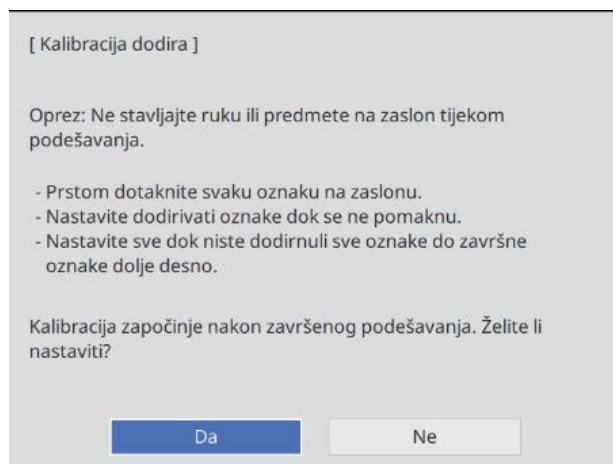 [ Kalibracija dodira ]
Oprez: Ne stavljajte ruku ili predmete na zaslon tijekom
podešavanja.
- Prstom dotaknite svaku oznaku na zaslonu.
- Nastavite dodirivati oznake dok se ne pomaknu.
- Nastavite sve dok niste dodirnuli sve oznake do završne
oznake dolje desno.
Kalibracija započinje nakon završenog podešavanja. Želite li
nastaviti?
Da
Ne